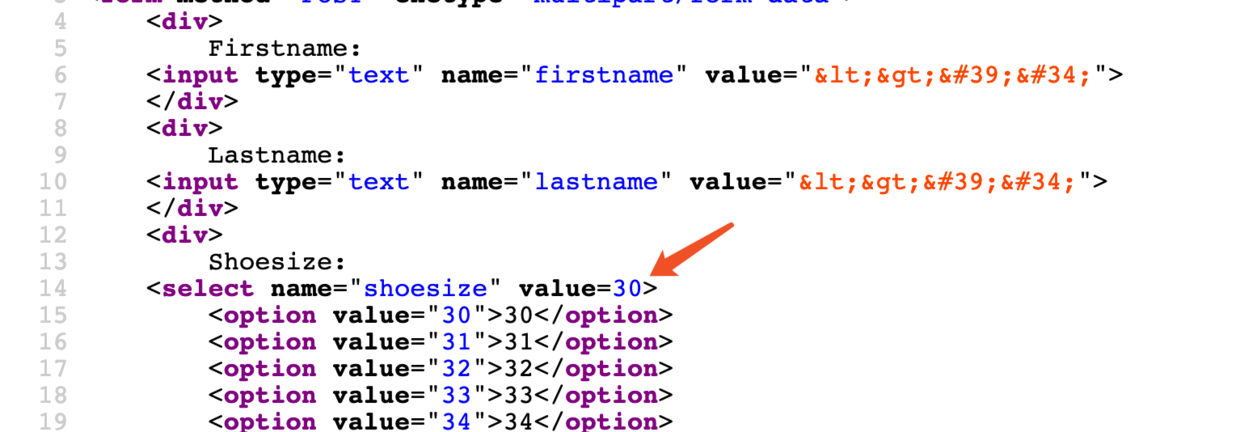 4 <div>
5 Firstname:
6 <input type="text" name="firstname" value="&lt;&gt;&#39;&#34;">
7 </div>
8 <div>
9 Lastname:
10 <input type="text" name="lastname" value="&lt;&gt;&#39;&#34;">
11 </div>
12 <div>
13 Shoesize:
14 <select name="shoesize" value=30>
15 <option value="30">30</option>
16 <option value="31">31</option>
17 <option value="32">32</option>
18 <option value="33">33</option>
19 <option value="34">34</option>